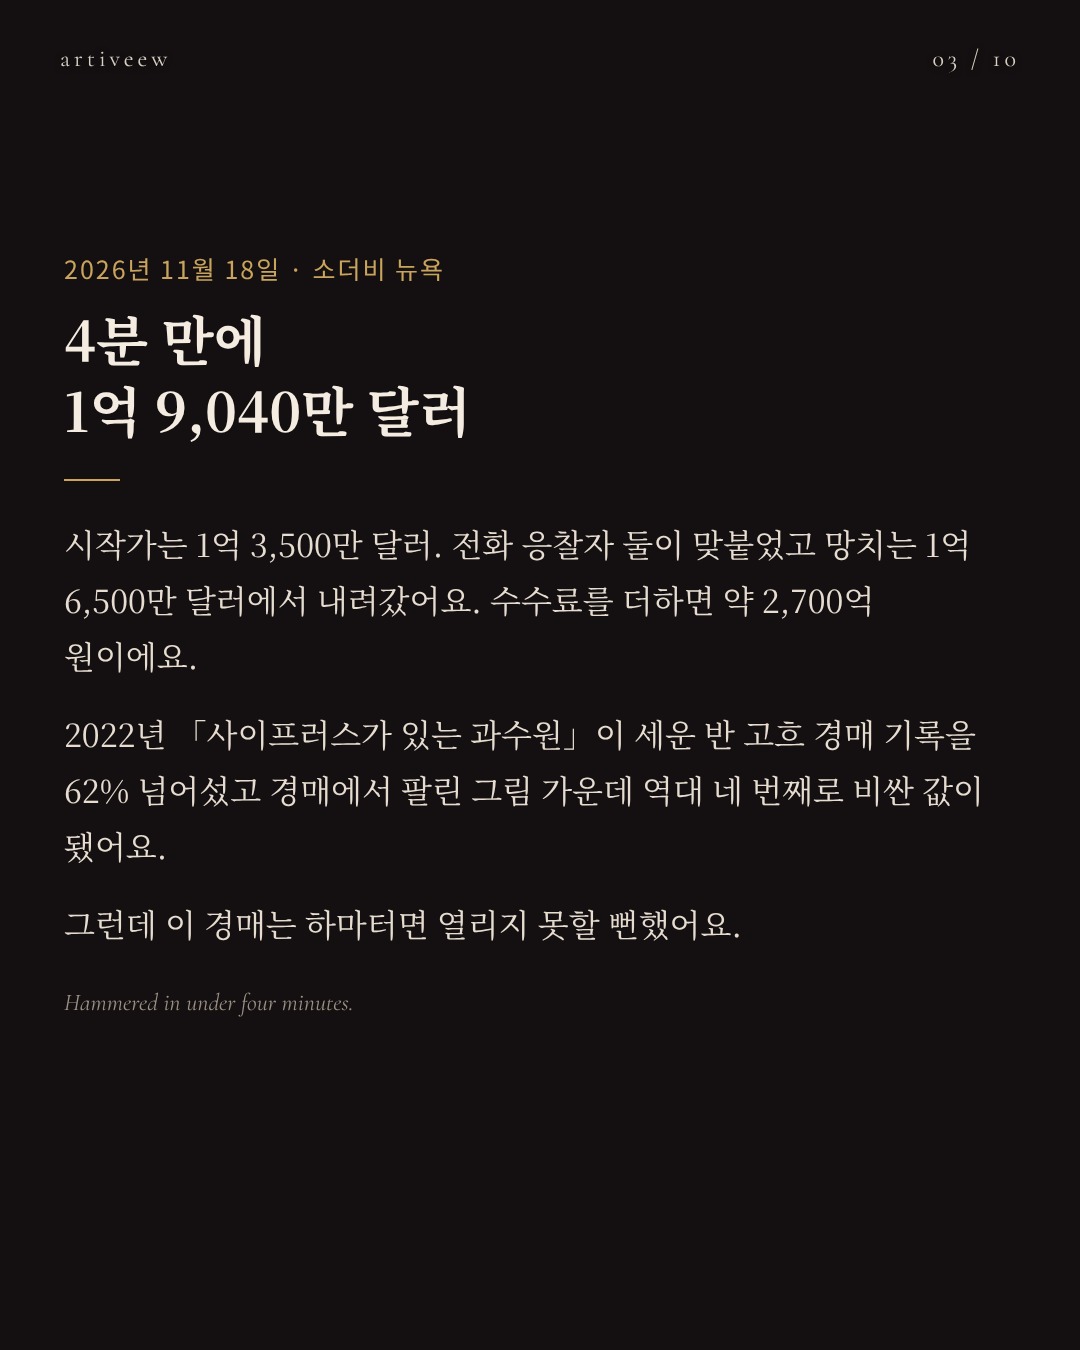 artiveew
03 / 10
2026년 11월 18일 · 소더비 뉴욕
4분 만에
1억 9,040만 달러
시작가는 1억 3,500만 달러. 전화 응찰자 둘이 맞붙었고 망치는 1억
6,500만 달러에서 내려갔어요. 수수료를 더하면 약 2,700억
원이에요.
2022년 「사이프러스가 있는 과수원」이 세운 반 고흐 경매 기록을
62% 넘어섰고 경매에서 팔린 그림 가운데 역대 네 번째로 비싼 값이
됐어요.
그런데 이 경매는 하마터면 열리지 못할 뻔했어요.
Hammered in under four minutes.